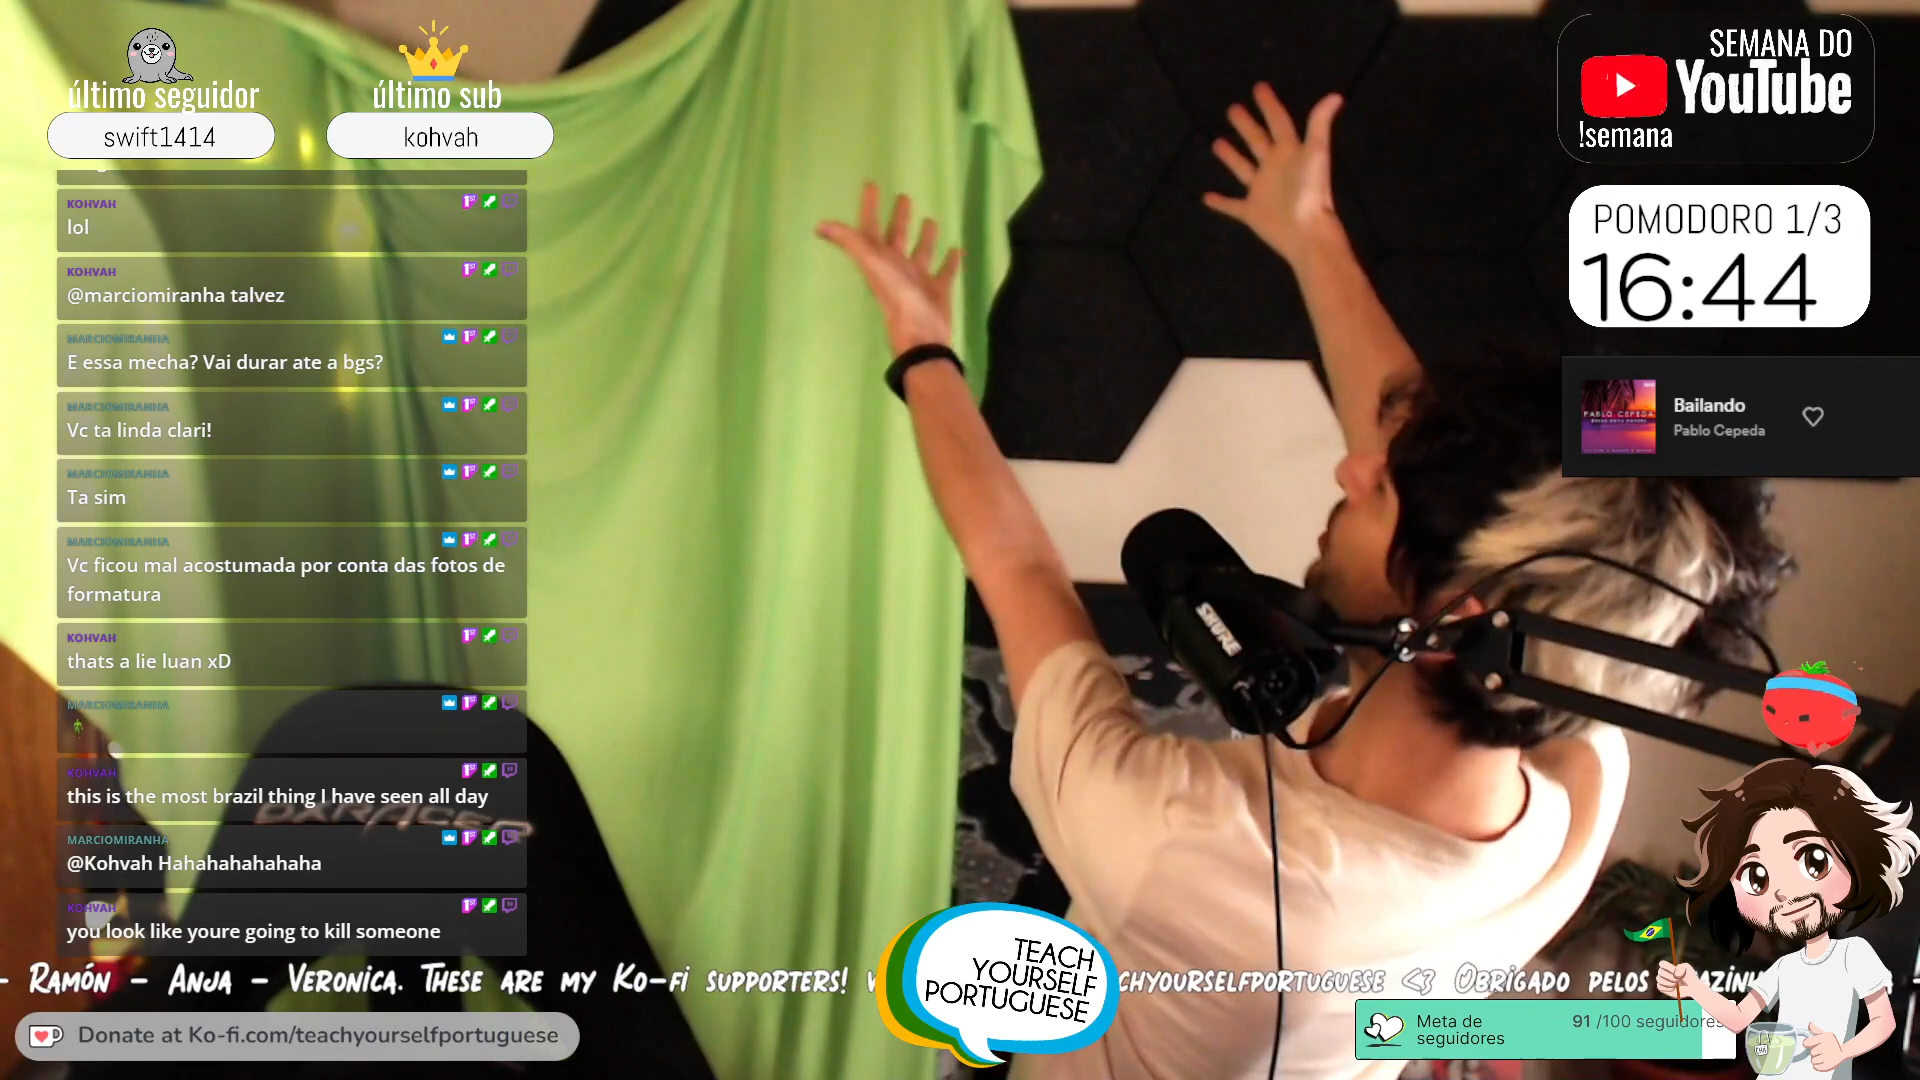 último seguidor
swift1414
último sub
kohvah
KOHVAH
lol
KOHVAH
@marciomiranha talvez
MARCIOMIRANHA
E essa mecha? Vai durar ate a bgs?
MARCIOMIRANHA
Vc ta linda clari!
MARCIOMIRANHA
Ta sim
MARCIOMIRANHA
Vc ficou mal acostumada por conta das fotos de
formatura
KOHVAH
thats a lie luan xD
MARCIOMIRANHA
KOHVAH
this is the most brazil thing I have seen all day
MARCIOMIRANHA
@Kohvah Hahahahahahaha
KOHVAH
you look like youre going to kill someone
SEMANA DO
YouTube
!semana
POMODORO 1/3
16:44
PABLO CEPEDA
Bailando
Pablo Cepeda
SHURE
DXRACER
- Ramón - Anja - Veronica. These are my Ko-fi supporters! chyourselfportuguese <3 Obrigado pelos
TEACH
YOURSELF
PORTUGUESE
Donate at Ko-fi.com/teachyourselfportuguese
Meta de
seguidores
91 /100 seguidores